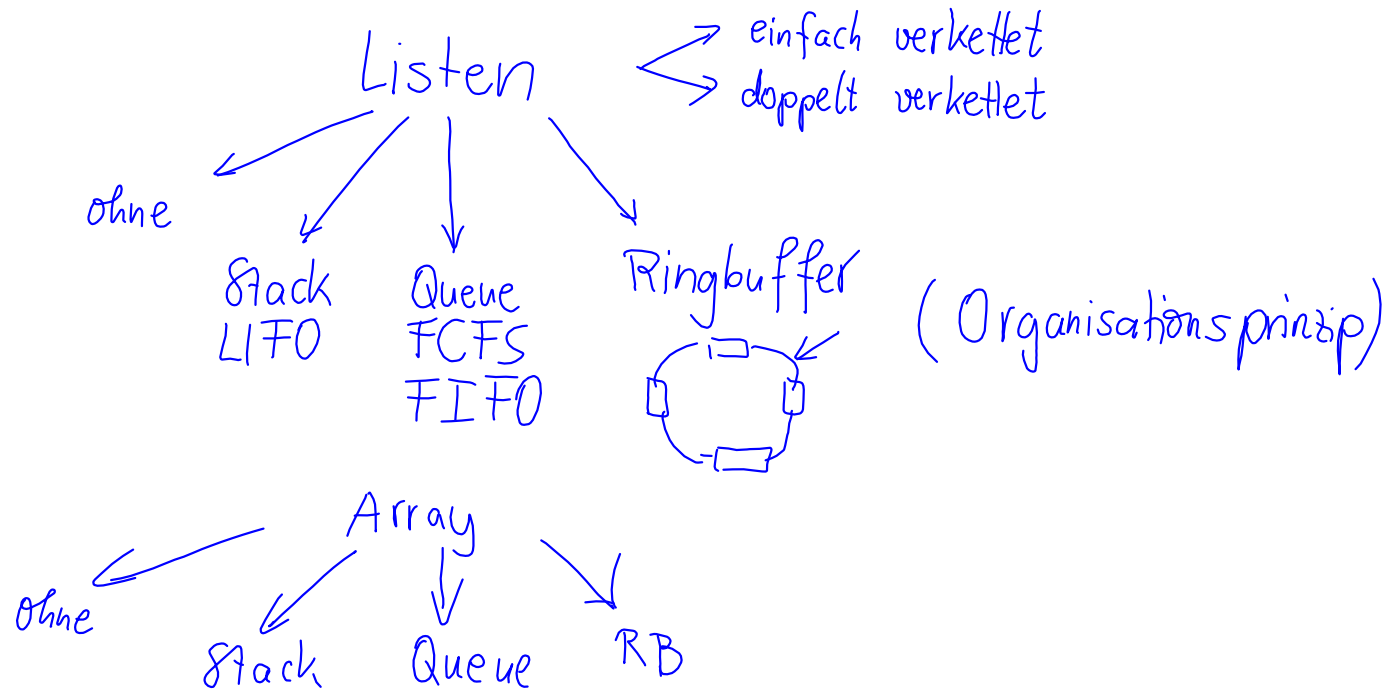 einfach verkettet
Listen
doppelt verkettet
ohne
Stack Queue Ringbuffer
LIFO FCFS (Organisationsprinzip)
FIFO
Array
ohne
Stack Queue RB